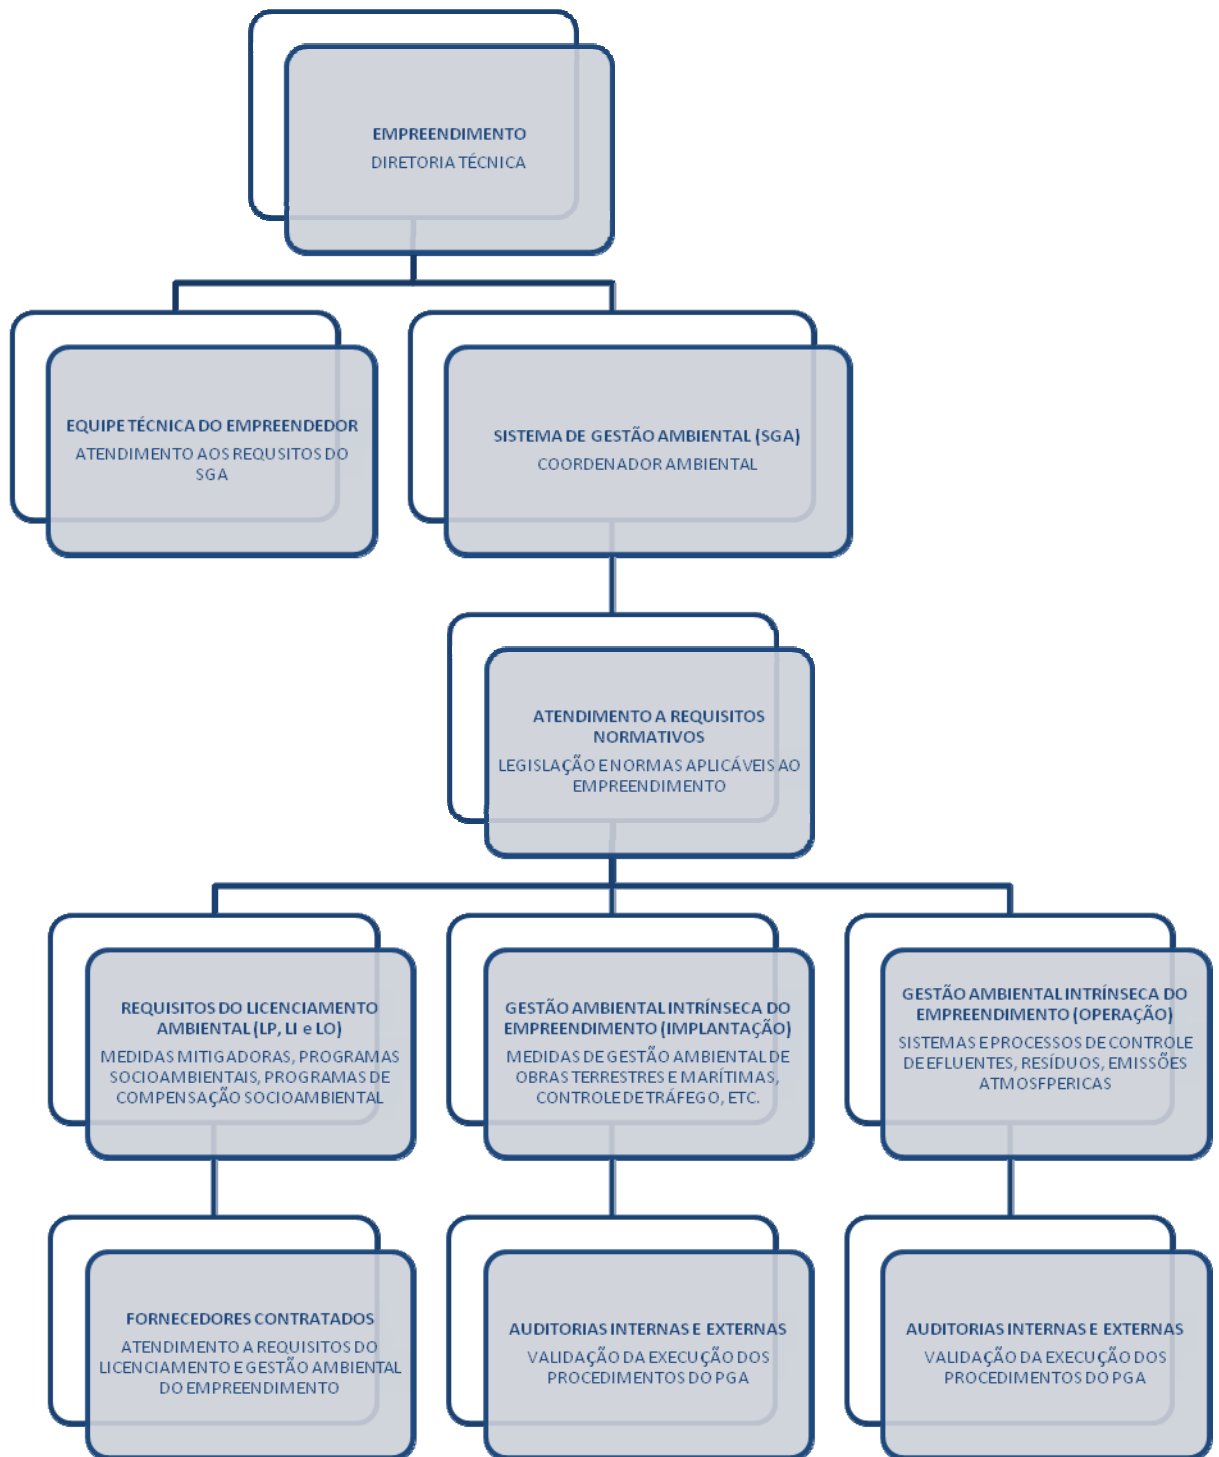 EMPREENDIMENTO
DIRETORIA TÉCNICA
EQUIPE TÉCNICA DO EMPREENDEDOR
ATENDIMENTO AOS REQUSITOS DO
SGA
SISTEMA DE GESTÃO AMBIENTAL (SGA)
COORDENADOR AMBIENTAL
ATENDIMENTO A REQUISITOS
NORMATIVOS
LEGISLAÇÃO E NORMAS APLICÁVEIS AO
EMPREENDIMENTO
REQUISITOS DO LICENCIAMENTO
AMBIENTAL (LP, LI e LO)
MEDIDAS MITIGADORAS, PROGRAMAS
SOCIOAMBIENTAIS, PROGRAMAS DE
COMPENSAÇÃO SOCIOAMBIENTAL
GESTÃO AMBIENTAL INTRÍNSECA DO
EMPREENDIMENTO (IMPLANTAÇÃO)
MEDIDAS DE GESTÃO AMBIENTAL DE
OBRAS TERRESTRES E MARÍTIMAS,
CONTROLE DE TRÁFEGO, ETC.
GESTÃO AMBIENTAL INTRÍNSECA DO
EMPREENDIMENTO (OPERAÇÃO)
SISTEMAS E PROCESSOS DE CONTROLE
DE EFLUENTES, RESÍDUOS, EMISSÕES
ATMOSFPERICAS
FORNECEDORES CONTRATADOS
ATENDIMENTO A REQUISITOS DO
LICENCIAMENTO E GESTÃO AMBIENTAL
DO EMPREENDIMENTO
AUDITORIAS INTERNAS E EXTERNAS
VALIDAÇÃO DA EXECUÇÃO DOS
PROCEDIMENTOS DO PGA
AUDITORIAS INTERNAS E EXTERNAS
VALIDAÇÃO DA EXECUÇÃO DOS
PROCEDIMENTOS DO PGA